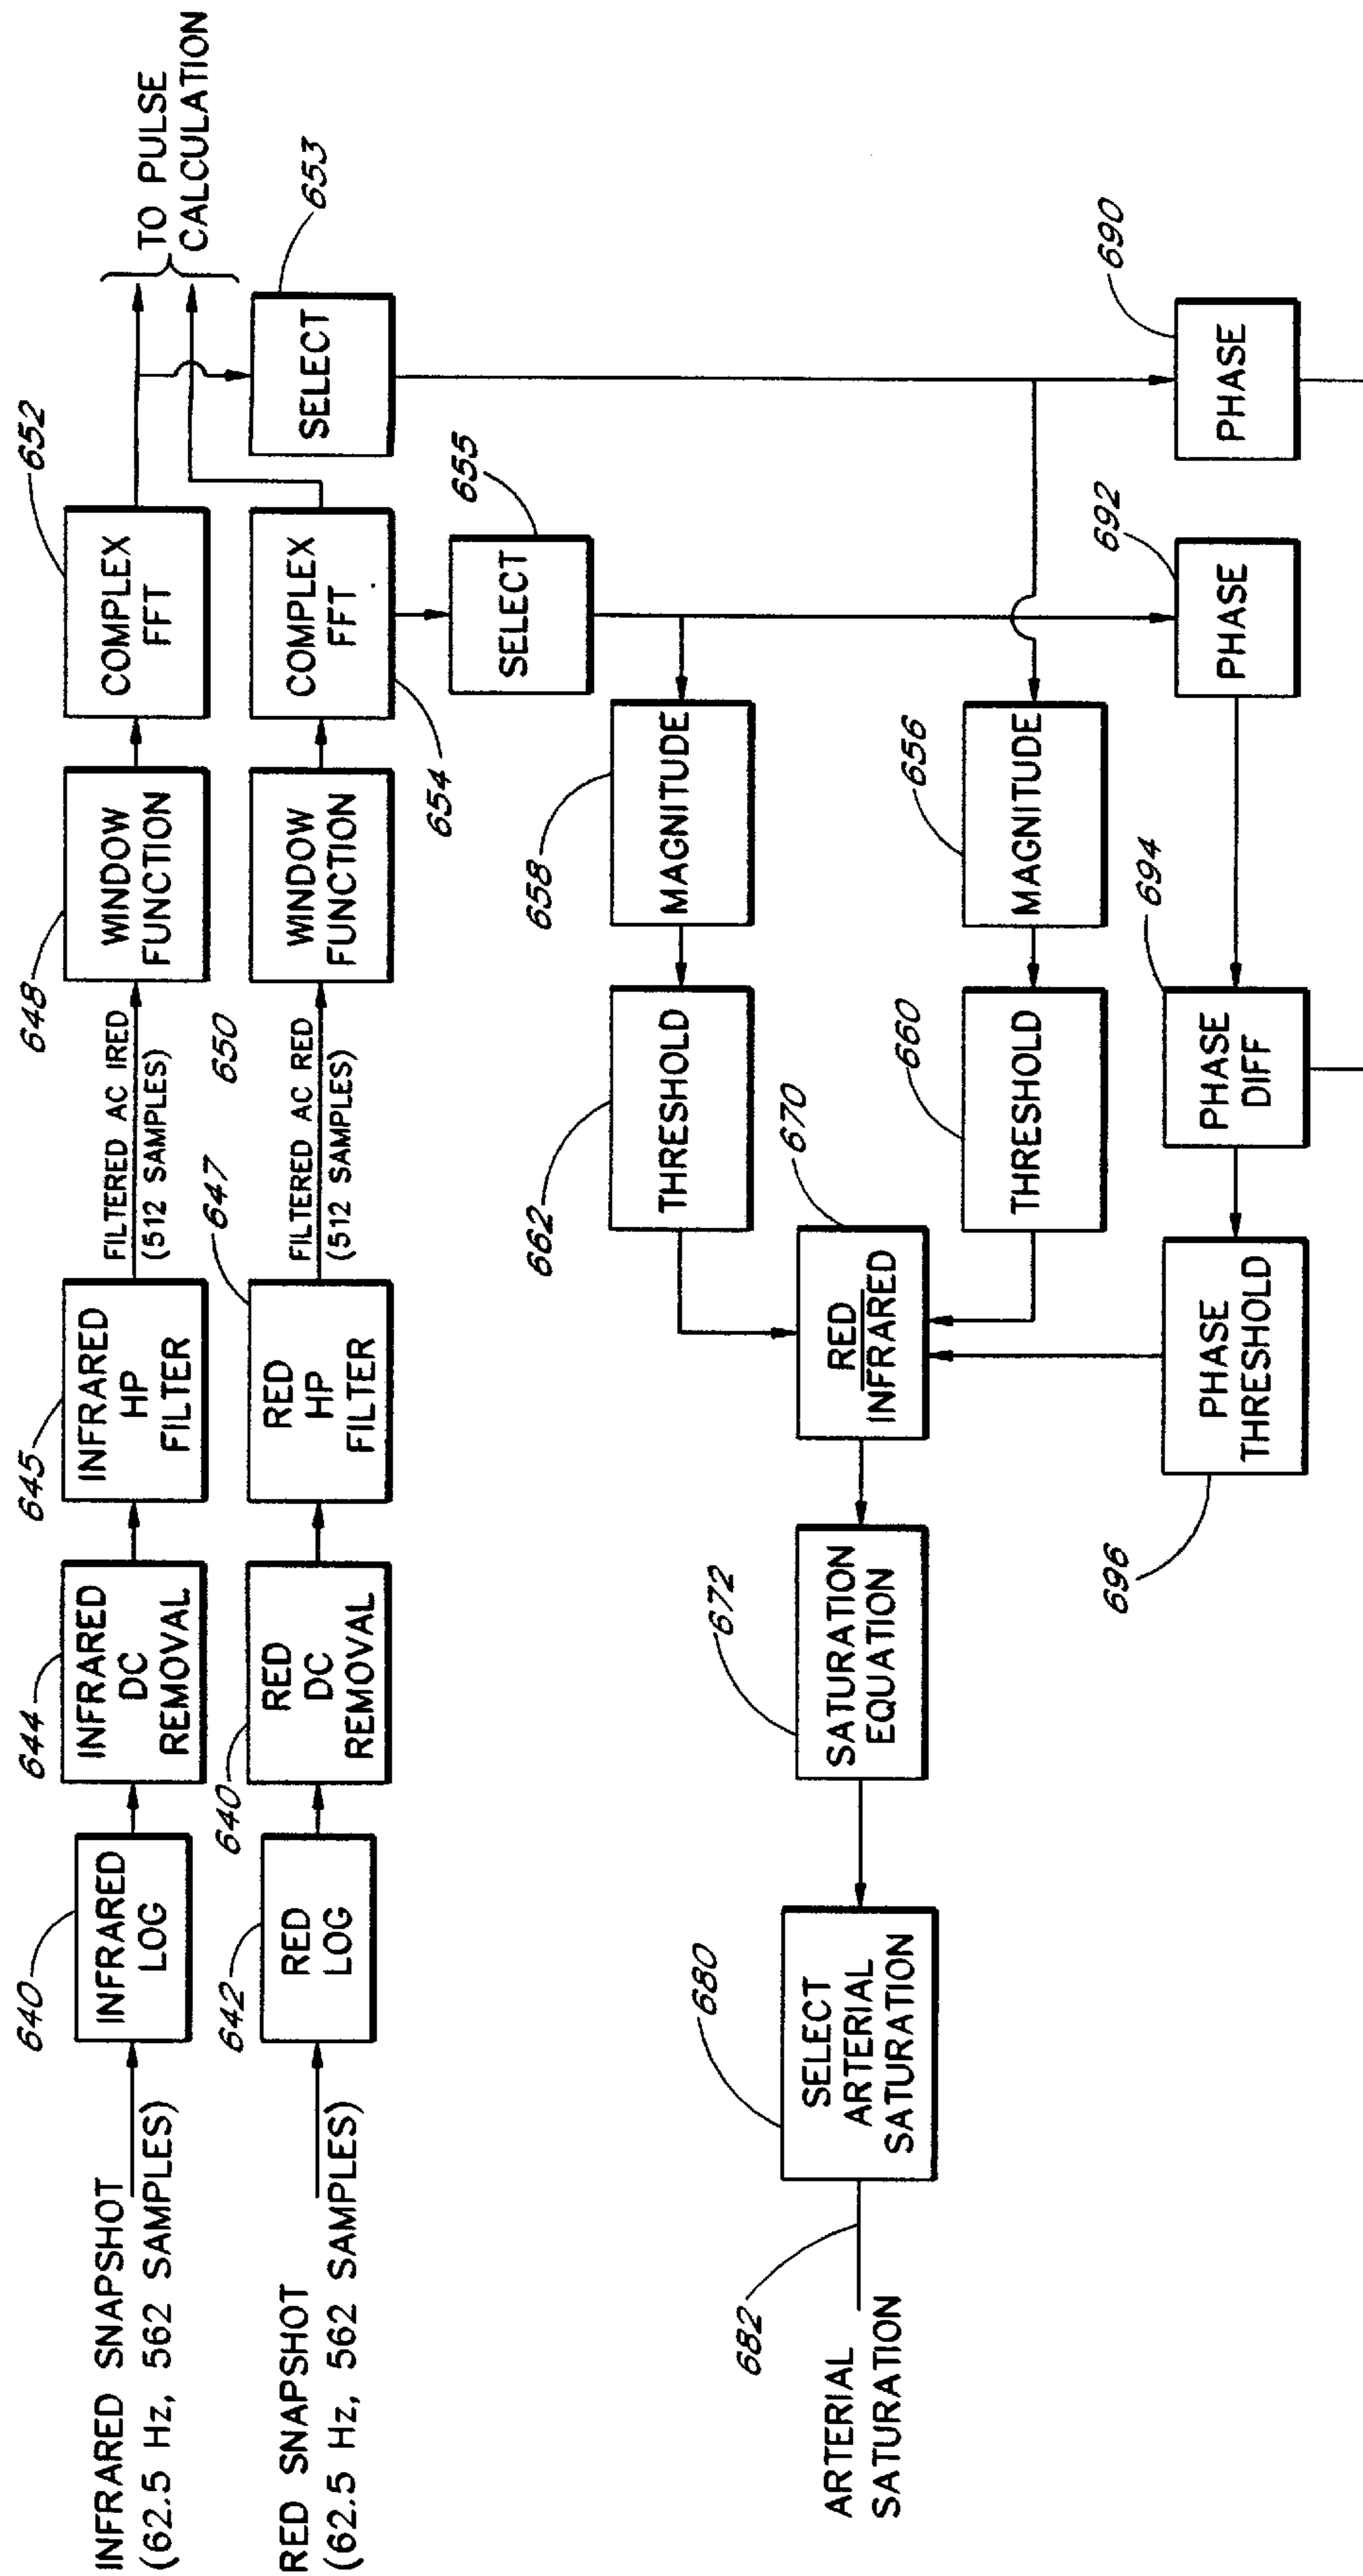 INFRARED SNAPSHOT
(62.5 Hz, 562 SAMPLES)
640
INFRARED
LOG
644
INFRARED
DC
REMOVAL
645
INFRARED
HP
FILTER
FILTERED AC IRED
(512 SAMPLES)
648
WINDOW
FUNCTION
652
COMPLEX
FFT
TO PULSE
CALCULATION
RED SNAPSHOT
(62.5 Hz, 562 SAMPLES)
642
RED
LOG
640
RED
DC
REMOVAL
647
RED
HP
FILTER
FILTERED AC RED
(512 SAMPLES)
650
WINDOW
FUNCTION
654
COMPLEX
FFT
653
SELECT
655
SELECT
658
MAGNITUDE
662
THRESHOLD
656
MAGNITUDE
660
THRESHOLD
670
RED
INFRARED
672
SATURATION
EQUATION
680
SELECT
ARTERIAL
SATURATION
682
ARTERIAL
SATURATION
690
PHASE
692
PHASE
694
PHASE
DIFF
696
PHASE
THRESHOLD